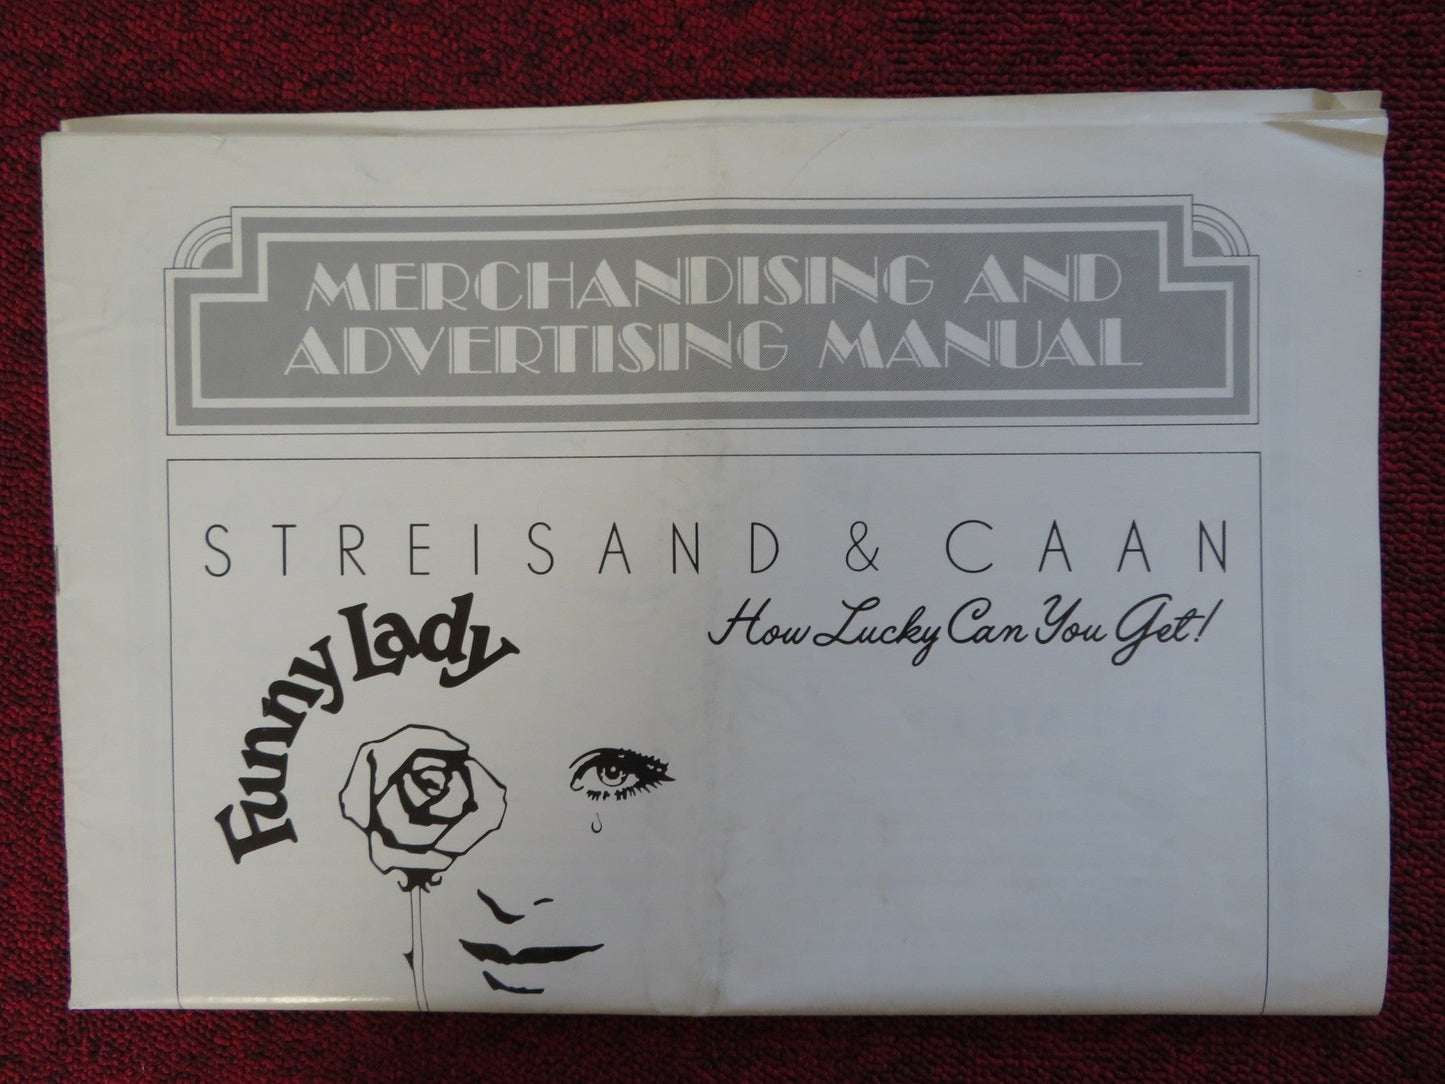 MERCHANDISING AND
ADVERTISING MANUAL
STREISAND & CAAN
How Lucky Can You Get!
Funny Lady